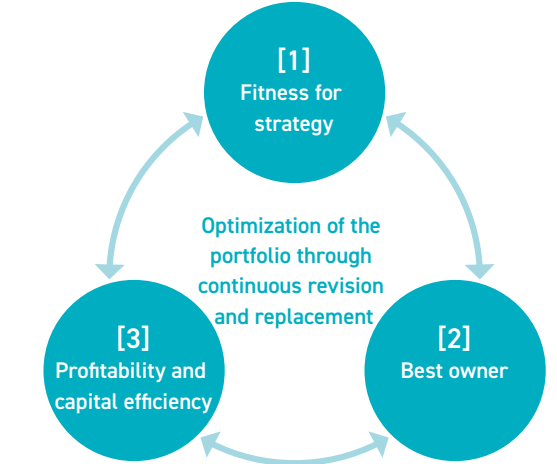 [1]
Fitness for
strategy
Optimization of the
portfolio through
continuous revision
and replacement
[3]
Profitability and
capital efficiency
[2]
Best owner